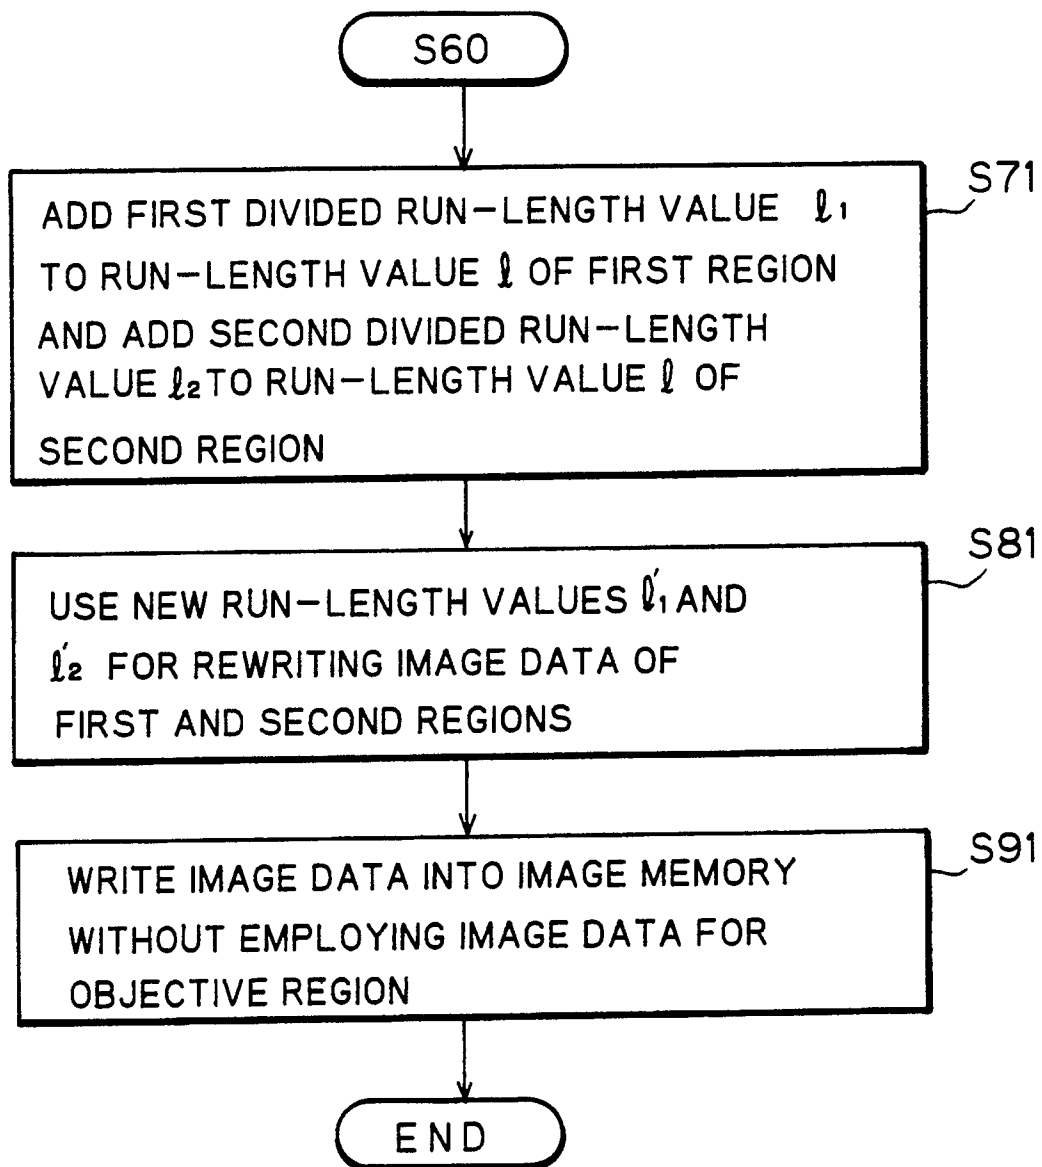 S60
S71
ADD FIRST DIVIDED RUN-LENGTH VALUE ℓ1
TO RUN-LENGTH VALUE ℓ OF FIRST REGION
AND ADD SECOND DIVIDED RUN-LENGTH
VALUE ℓ2 TO RUN-LENGTH VALUE ℓ OF
SECOND REGION
S81
USE NEW RUN-LENGTH VALUES ℓ'1 AND
ℓ'2 FOR REWRITING IMAGE DATA OF
FIRST AND SECOND REGIONS
S91
WRITE IMAGE DATA INTO IMAGE MEMORY
WITHOUT EMPLOYING IMAGE DATA FOR
OBJECTIVE REGION
END